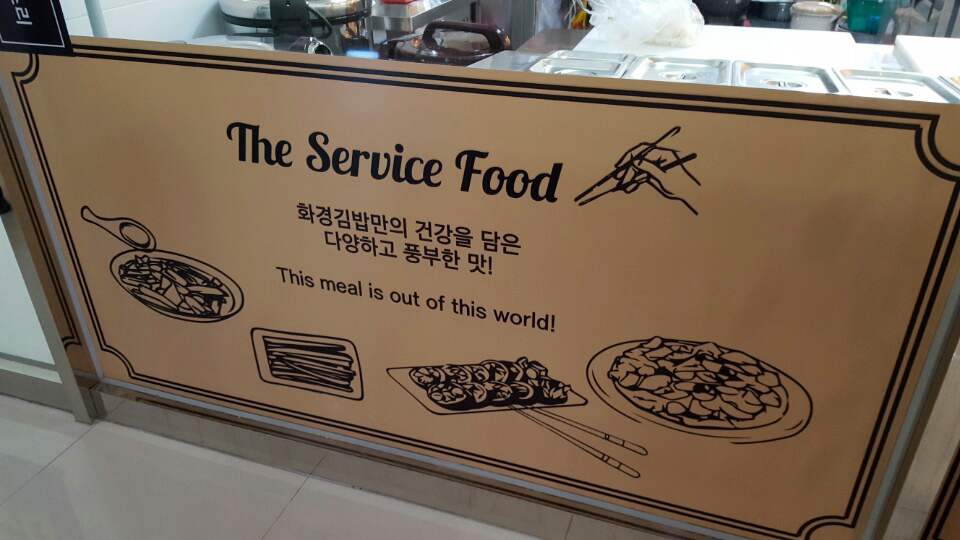 The Service Food
화경김밥만의 건강을 담은
다양하고 풍부한 맛!
This meal is out of this world!